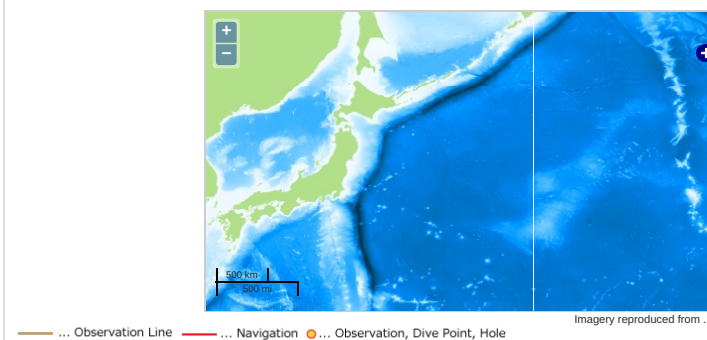 +
−
500 km
500 mi
Imagery reproduced from .
... Observation Line ... Navigation ... Observation, Dive Point, Hole